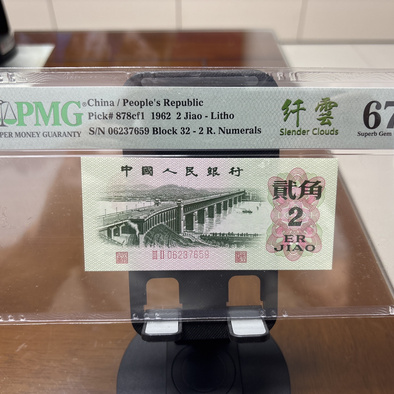 PMG
PER MONEY GUARANTY
China / People's Republic
Pick# 878cf1 1962 2 Jiao - Litho
S/N 06237659 Block 32 - 2 R. Numerals
纤雲
Slender Clouds
67
Superb Gem
中國人民銀行
貳角
2
ER
JIAO
III II 06237659